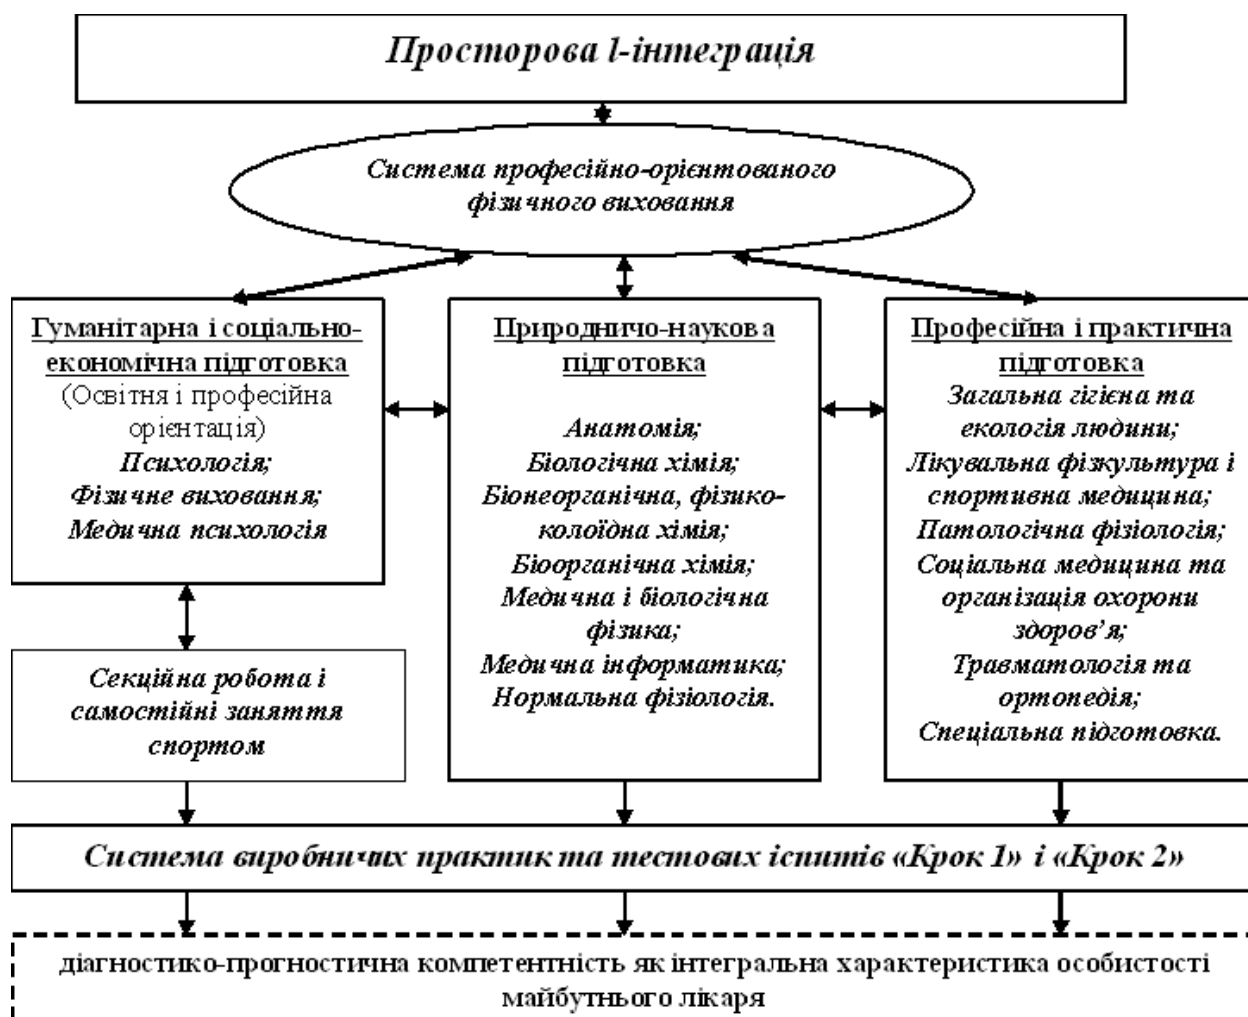 Просторова l-інтеграція
Система професійно-орієнтованого
фізичного виховання
Гуманітарна і соціально-
економічна підготовка
(Освітня і професійна
орієнтація)
Психологія;
Фізичне виховання;
Медична психологія
Природничо-наукова
підготовка
Анатомія;
Біологічна хімія;
Біонеорганічна, фізико-
колоїдна хімія;
Біоорганічна хімія;
Медична і біологічна
фізика;
Медична інформатика;
Нормальна фізіологія.
Професійна і практична
підготовка
Загальна гігієна та
екологія людини;
Лікувальна фізкультура і
спортивна медицина;
Патологічна фізіологія;
Соціальна медицина та
організація охорони
здоров’я;
Травматологія та
ортопедія;
Спеціальна підготовка.
Секційна робота і
самостійні заняття
спортом
Система виробничих практик та тестових іспитів «Крок 1» і «Крок 2»
діагностико-прогностична компетентність як інтегральна характеристика особистості
майбутнього лікаря